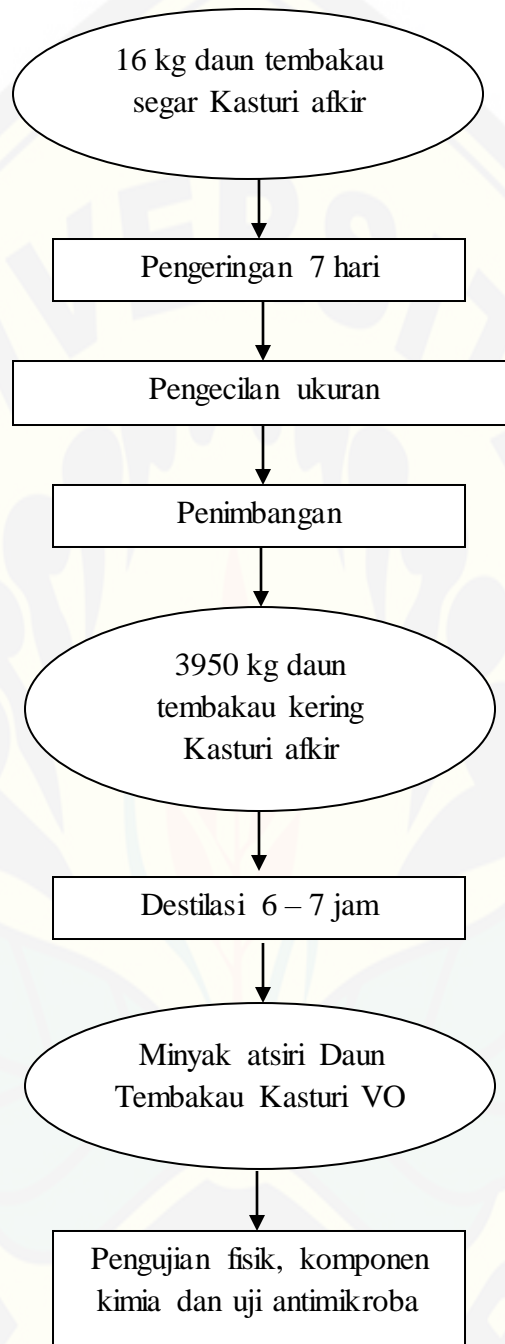 16 kg daun tembakau
segar Kasturi afkir
Pengeringan 7 hari
Pengecilan ukuran
Penimbangan
3950 kg daun
tembakau kering
Kasturi afkir
Destilasi 6 – 7 jam
Minyak atsiri Daun
Tembakau Kasturi VO
Pengujian fisik, komponen
kimia dan uji antimikroba